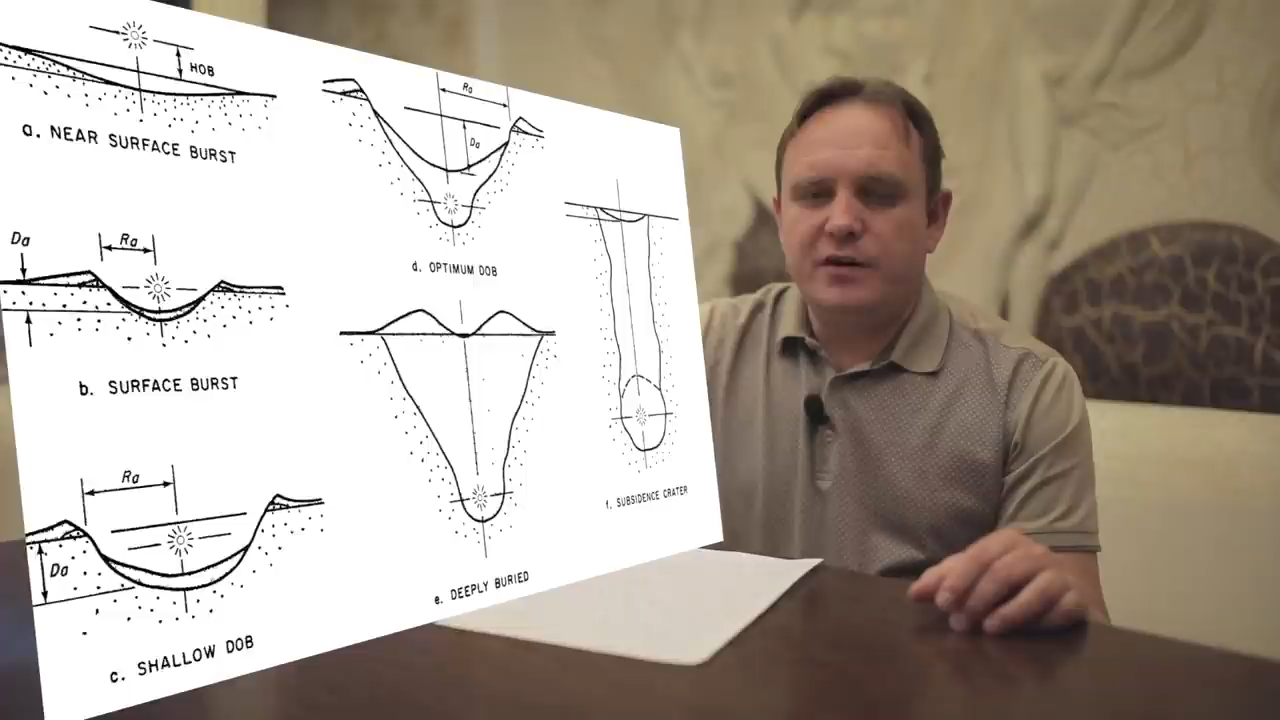 HOB
a. NEAR SURFACE BURST
Da
Ra
b. SURFACE BURST
Ra
Da
c. SHALLOW DOB
Ra
Da
d. OPTIMUM DOB
e. DEEPLY BURIED
f. SUBSIDENCE CRATER